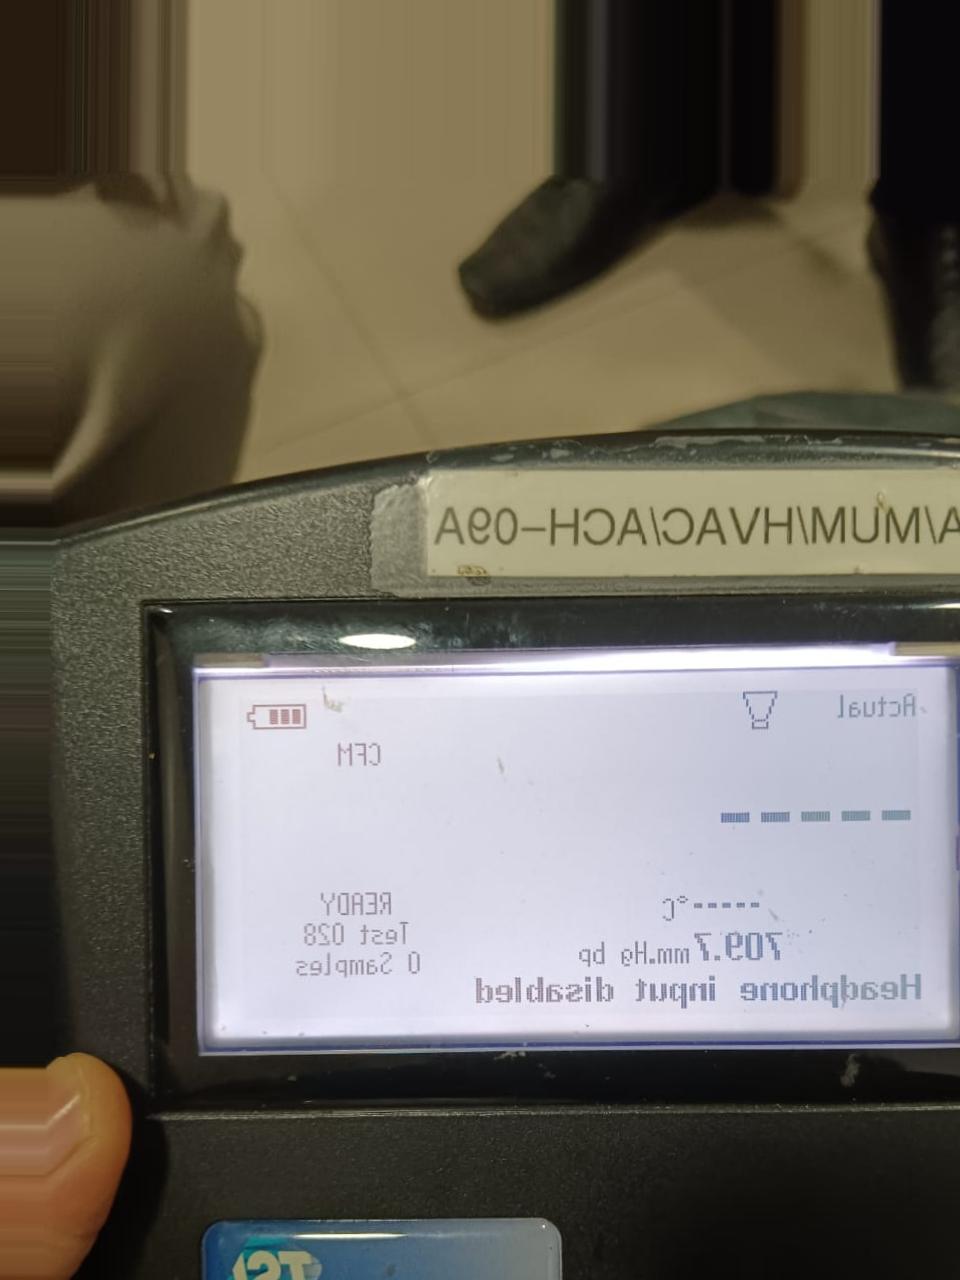 A/MUM/HVAC/ACH-09A
Actual
CFM
-----
-----°C
READY
709.7 mm.Hg bp
Test 028
0 Samples
Headphone input disabled
TSI